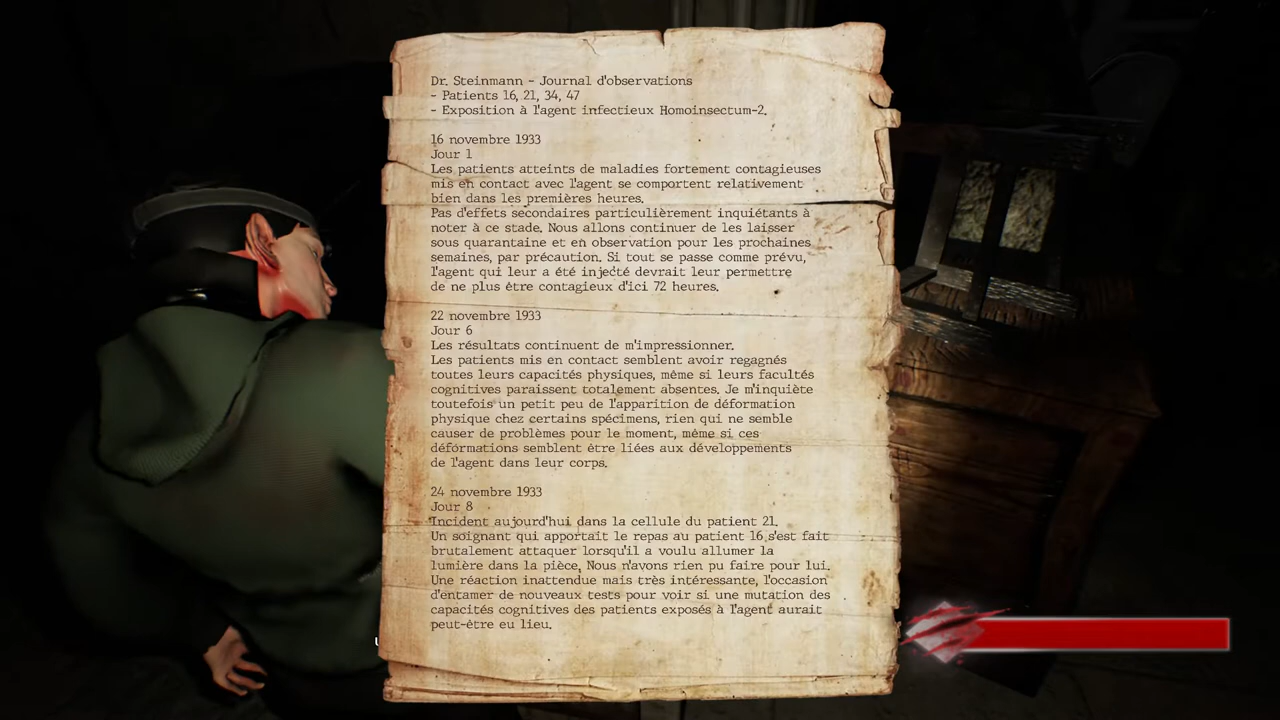 Dr. Steinmann - Journal d'observations
- Patients 16, 21, 34, 47
- Exposition à l'agent infectieux Homoinsectum-2.
16 novembre 1933
Jour 1
Les patients atteints de maladies fortement contagieuses
mis en contact avec l'agent se comportent relativement
bien dans les premières heures.
Pas d'effets secondaires particulièrement inquiétants à
noter à ce stade. Nous allons continuer de les laisser
sous quarantaine et en observation pour les prochaines
semaines, par précaution. Si tout se passe comme prévu,
l'agent qui leur a été injecté devrait leur permettre
de ne plus être contagieux d'ici 72 heures.
22 novembre 1933
Jour 6
Les résultats continuent de m'impressionner.
Les patients mis en contact semblent avoir regagnés
toutes leurs capacités physiques, même si leurs facultés
cognitives paraissent totalement absentes. Je m'inquiète
toutefois un petit peu de l'apparition de déformation
physique chez certains spécimens, rien qui ne semble
causer de problèmes pour le moment, même si ces
déformations semblent être liées aux développements
de l'agent dans leur corps.
24 novembre 1933
Jour 8
Incident aujourd'hui dans la cellule du patient 21.
Un soignant qui apportait le repas au patient 16 s'est fait
brutalement attaquer lorsqu'il a voulu allumer la
lumière dans la pièce, Nous n'avons rien pu faire pour lui.
Une réaction inattendue mais très intéressante, l'occasion
d'entamer de nouveaux tests pour voir si une mutation des
capacités cognitives des patients exposés à l'agent aurait
peut-être eu lieu.